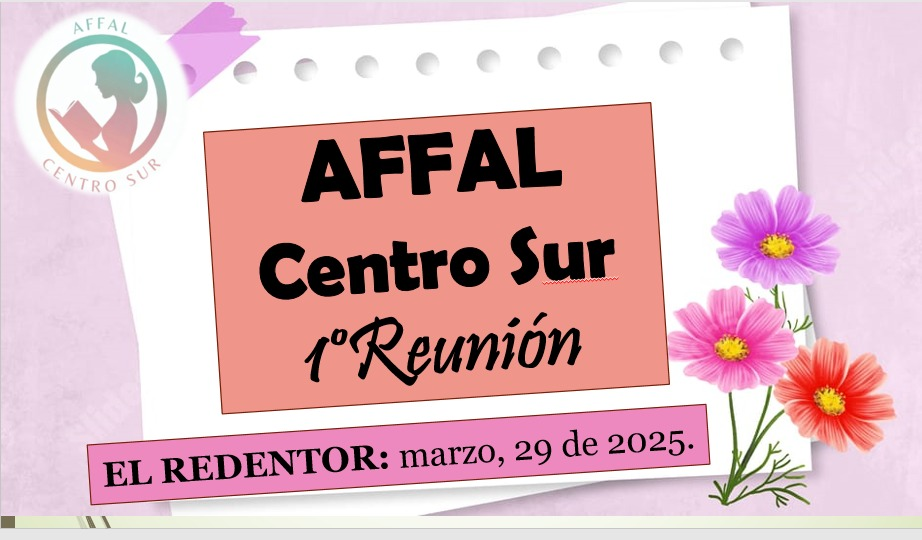 AFFAL
CENTRO SUR
AFFAL
Centro Sur
1ºReunión
EL REDENTOR: marzo, 29 de 2025.